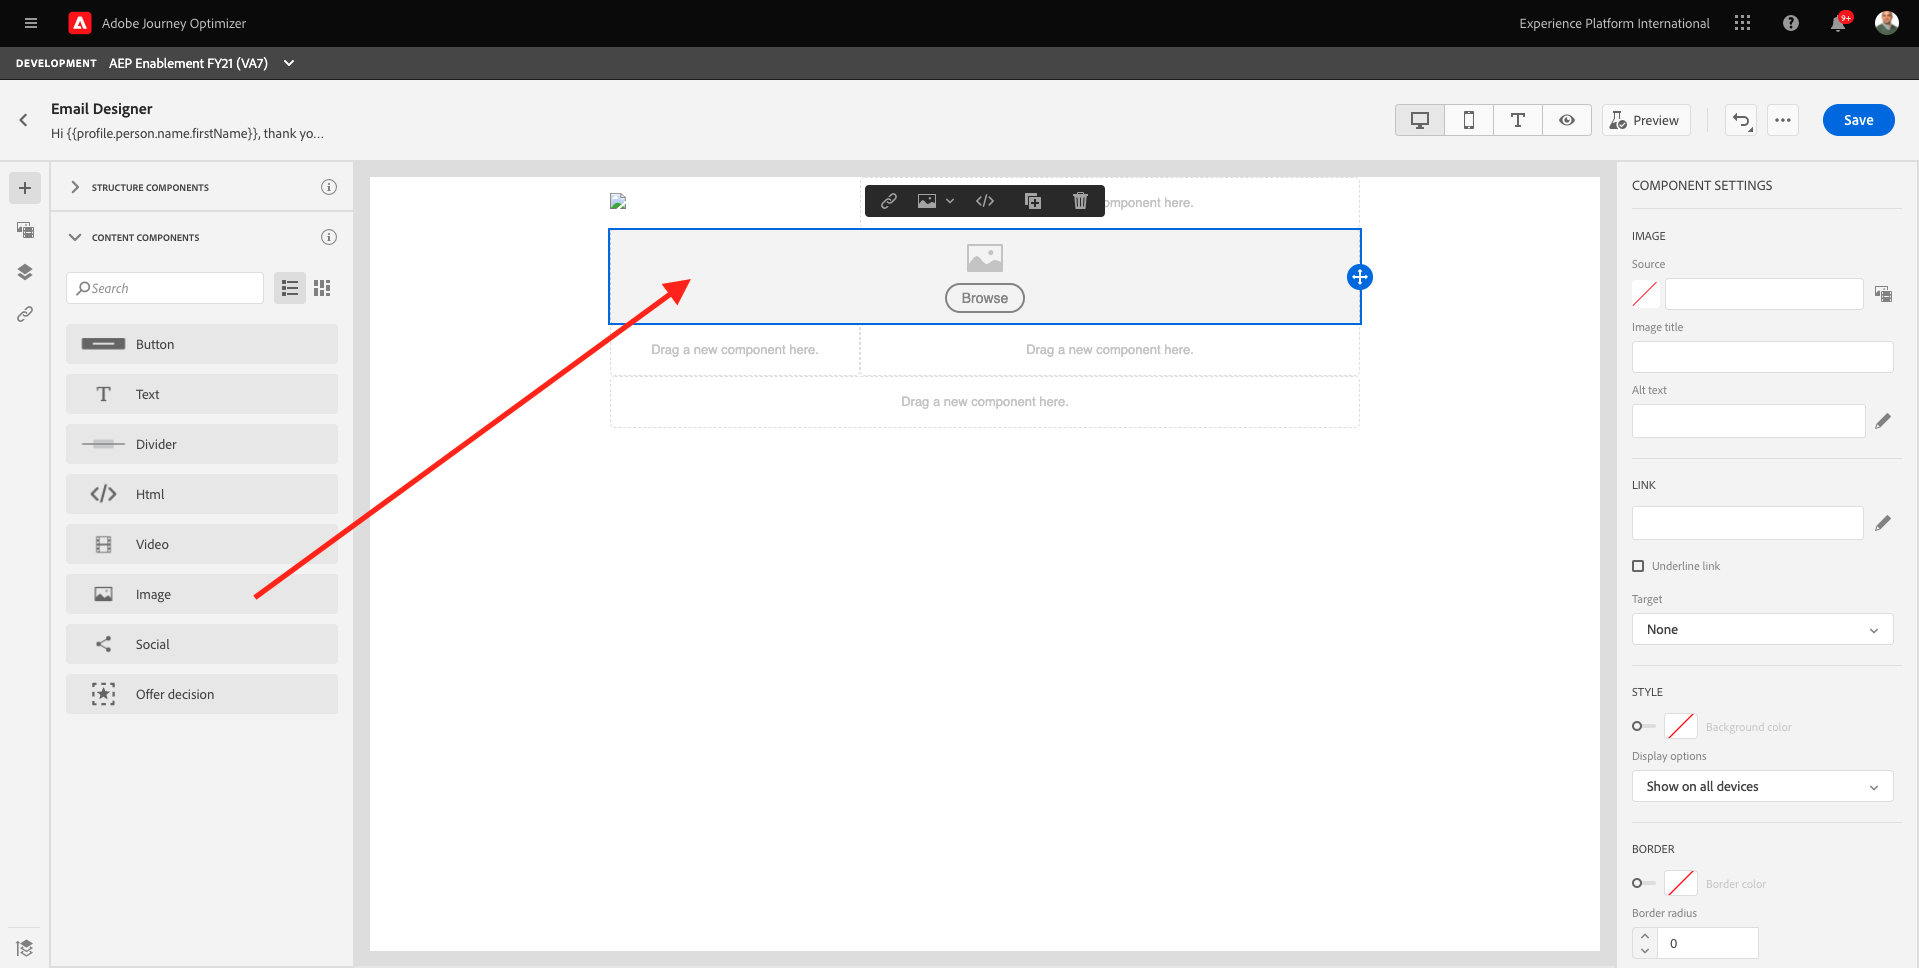 Adobe Journey Optimizer
Experience Platform International
9+
DEVELOPMENT AEP Enablement FY21 (VA7)
Email Designer
Hi {{profile.person.name.firstName}}, thank yo...
Preview
Save
STRUCTURE COMPONENTS
CONTENT COMPONENTS
Search
Button
Text
Divider
Html
Video
Image
Social
Offer decision
omponent here.
Browse
Drag a new component here.
Drag a new component here.
Drag a new component here.
COMPONENT SETTINGS
IMAGE
Source
Image title
Alt text
LINK
Underline link
Target
None
STYLE
Background color
Display options
Show on all devices
BORDER
Border color
Border radius
0